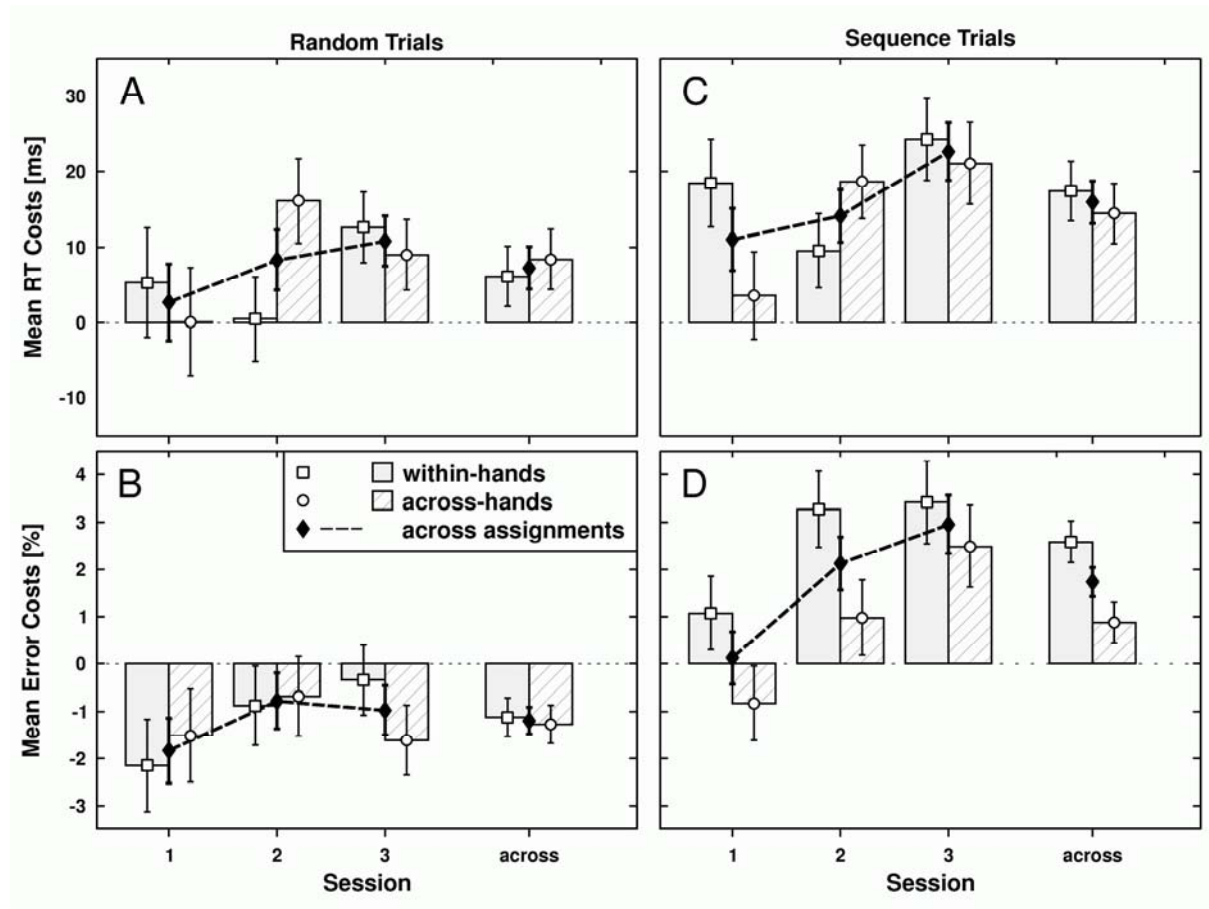 Random Trials
Sequence Trials
A
C
Mean RT Costs [ms]
30
20
10
0
-10
B
D
within-hands
across-hands
across assignments
Mean Error Costs [%]
4
3
2
1
0
-1
-2
-3
1 2 3 across
1 2 3 across
Session
Session